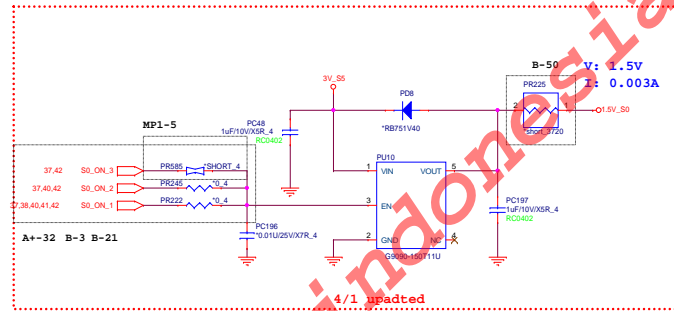 B-50
V: 1.5V
I: 0.003A
3V_S5
PD8
PR225
2
1
1.5V_S0
*RB751V40
*short_3720
PC48
1uF/10V/X5R_4
RC0402
MP1-5
PU10
37,42 S0_ON_3 PR585 *SHORT_4
1 VIN VOUT 5
37,40,42 S0_ON_2 PR245 *0_4
37,38,40,41,42 S0_ON_1 PR222 *0_4
3 EN
PC197
1uF/10V/X5R_4
RC0402
PC196
*0.01U/25V/X7R_4
2 GND NC 4
A+-32 B-3 B-21
G9090-150T11U
4/1 upadted
indonesia